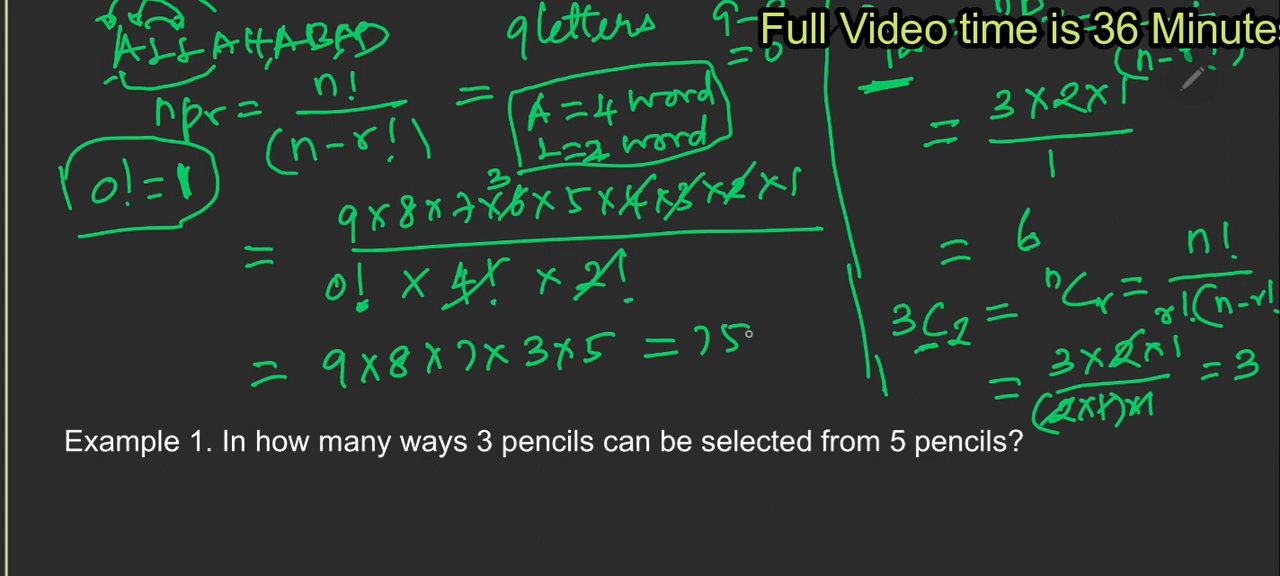 Full Video time is 36 Minute
ALLAHABAD 9 letters
npr = n! / (n-r!) =
A = 4 word
L = 2 word
0! = 1
= 9 × 8 × 7 × 6 × 5 × 4 × 3 × 2 × 1 / 0! × 4! × 2!
3
= 9 × 8 × 7 × 3 × 5 = 75
(n-r!)
= 3 × 2 × 1 / 1
= 6
3C2 = nCr = n! / r!(n-r!
= 3 × 2 × 1 / (2×1)×1 = 3
Example 1. In how many ways 3 pencils can be selected from 5 pencils?